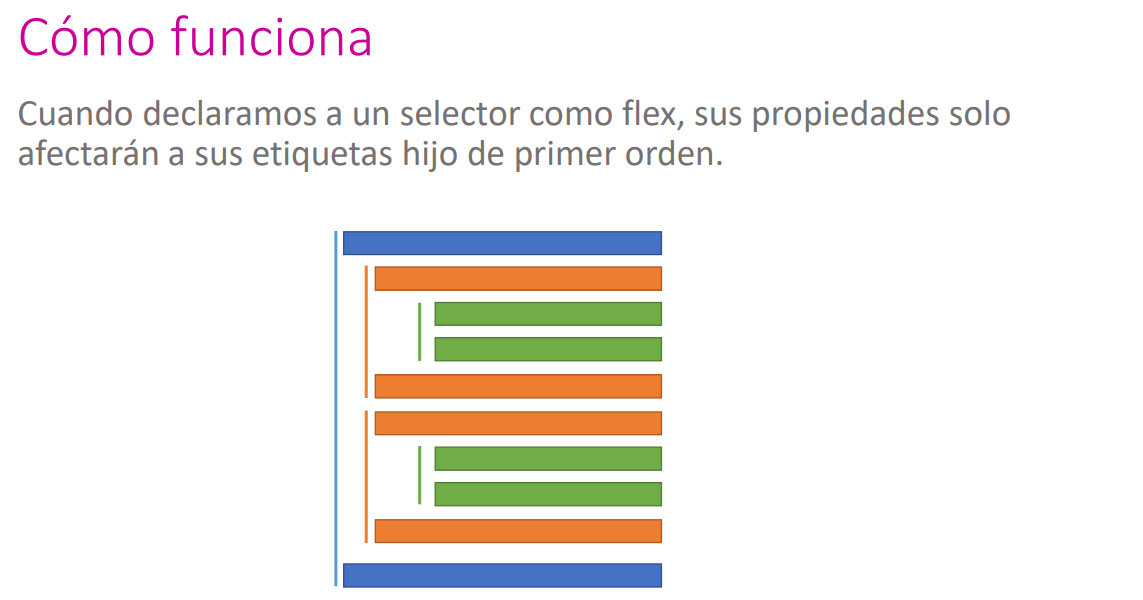 Cómo funciona
Cuando declaramos a un selector como flex, sus propiedades solo
afectarán a sus etiquetas hijo de primer orden.